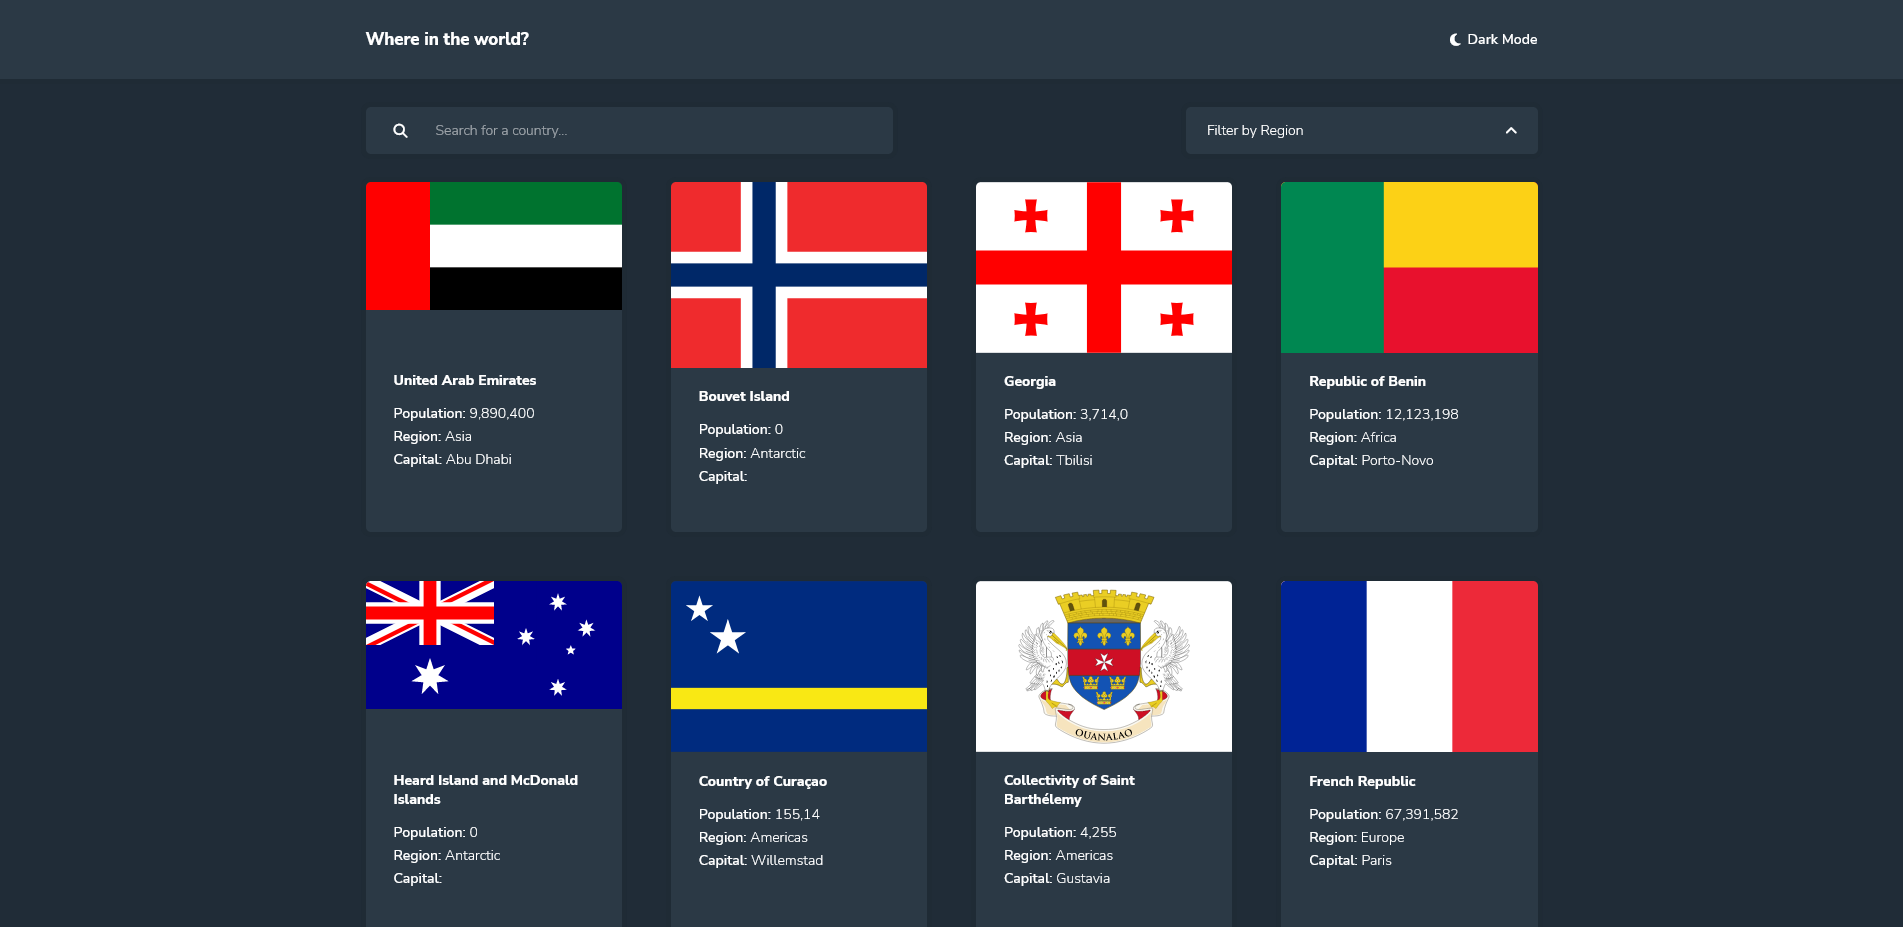 Where in the world?
Dark Mode
Search for a country...
Filter by Region
United Arab Emirates
Population: 9,890,400
Region: Asia
Capital: Abu Dhabi
Bouvet Island
Population: 0
Region: Antarctic
Capital:
Georgia
Population: 3,714,0
Region: Asia
Capital: Tbilisi
Republic of Benin
Population: 12,123,198
Region: Africa
Capital: Porto-Novo
Heard Island and McDonald
Islands
Population: 0
Region: Antarctic
Capital:
Country of Curaçao
Population: 155,14
Region: Americas
Capital: Willemstad
OUANALAO
Collectivity of Saint
Barthélemy
Population: 4,255
Region: Americas
Capital: Gustavia
French Republic
Population: 67,391,582
Region: Europe
Capital: Paris